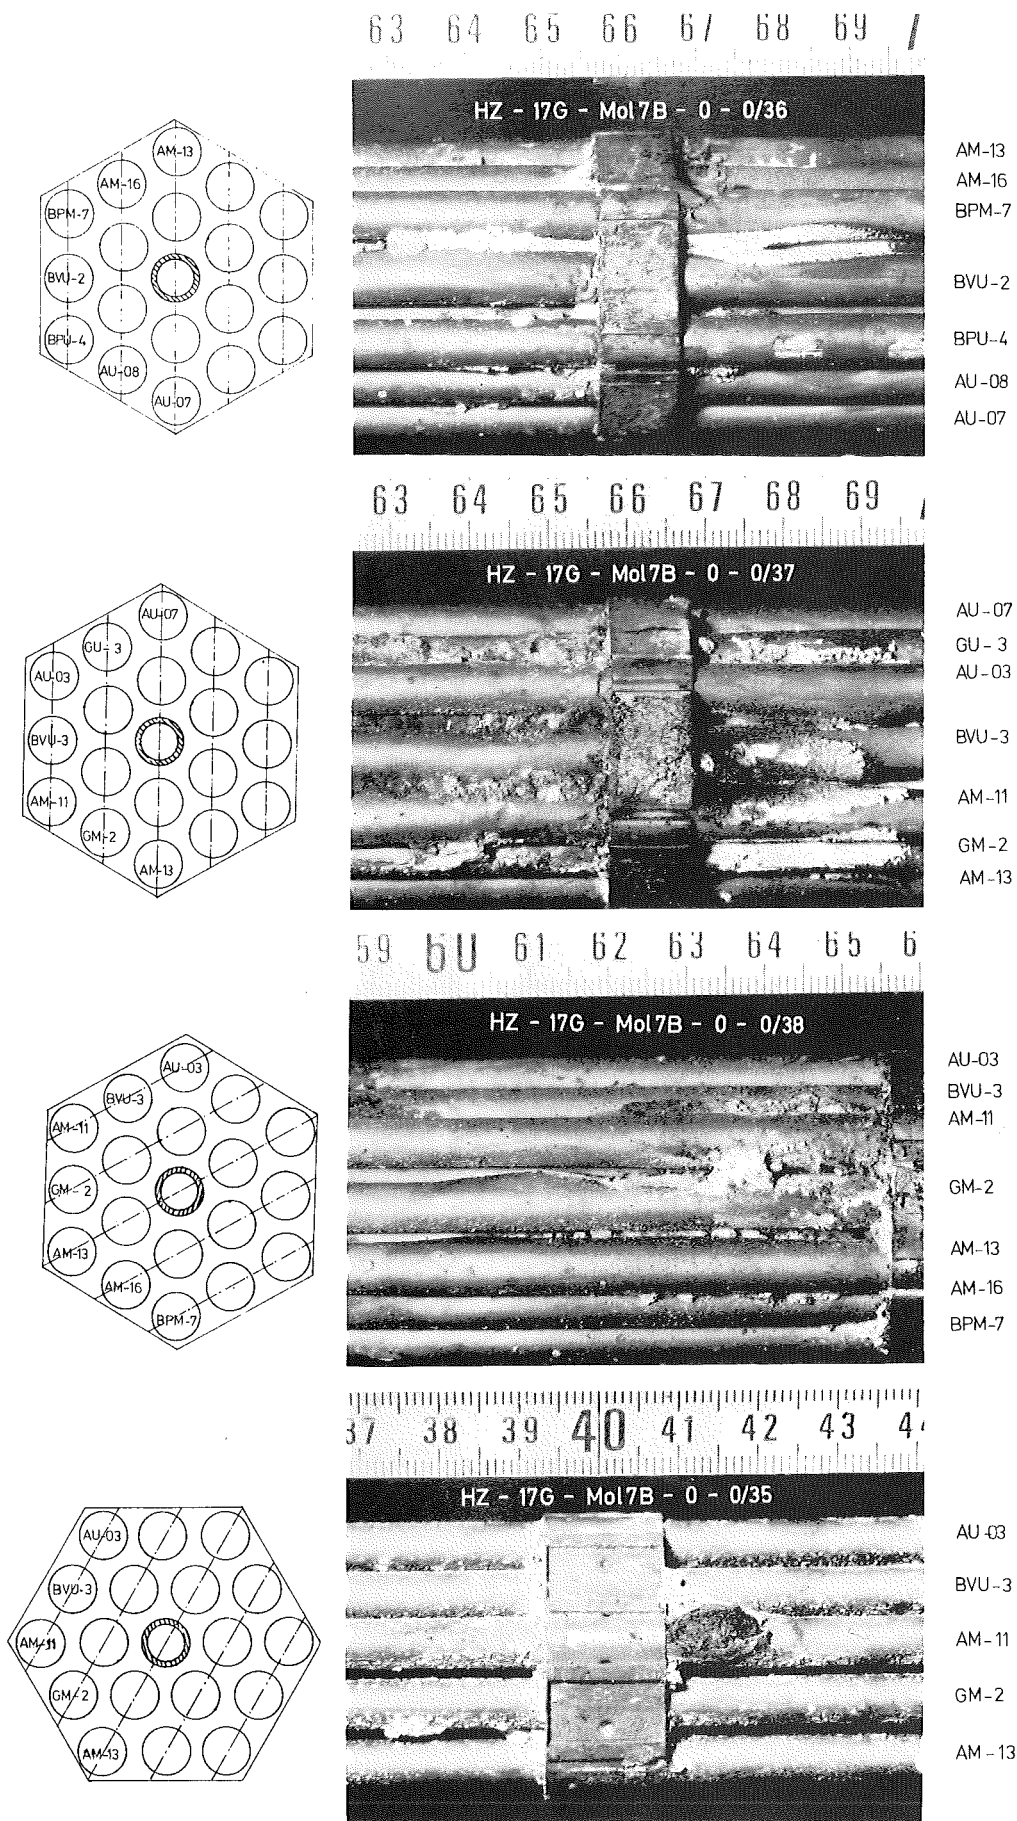 63 64 65 66 67 68 69
HZ - 17G - Mol 7B - 0 - 0/36
AM-13
AM-16
BPM-7
BVU-2
BPU-4
AU-08
AU-07
AM-13
AM-16
BPM-7
BVU-2
BPU-4
AU-08
AU-07
63 64 65 66 67 68 69
HZ - 17G - Mol 7B - 0 - 0/37
AU-07
GU-3
AU-03
BVU-3
AM-11
GM-2
AM-13
AU-07
GU-3
AU-03
BVU-3
AM-11
GM-2
AM-13
59 60 61 62 63 64 65 6
HZ - 17G - Mol 7B - 0 - 0/38
AU-03
BVU-3
AM-11
GM-2
AM-13
AM-16
BPM-7
AU-03
BVU-3
AM-11
GM-2
AM-13
AM-16
BPM-7
37 38 39 40 41 42 43 44
HZ - 17G - Mol 7B - 0 - 0/35
AU-03
BVU-3
AM-11
GM-2
AM-13
AU-03
BVU-3
AM-11
GM-2
AM-13